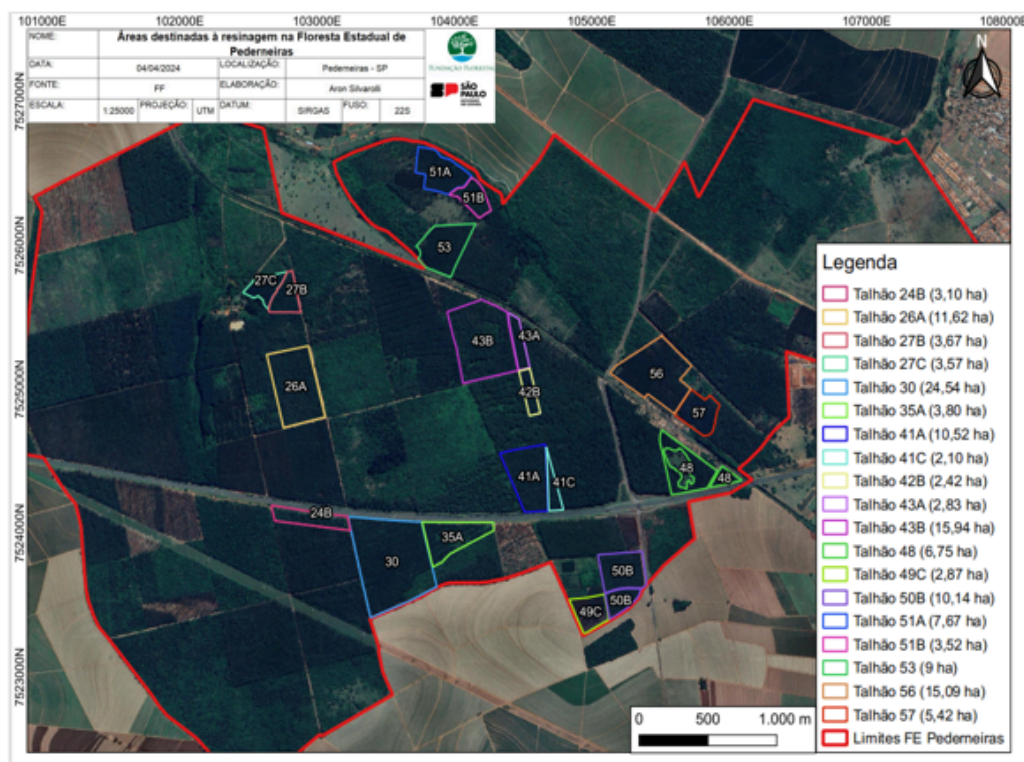 101000E 102000E 103000E 104000E 105000E 106000E 107000E 108000E
NOME:
Áreas destinadas à resinagem na Floresta Estadual de
Pederneiras
DATA: 04/04/2024 LOCALIZAÇÃO: Pederneiras - SP
FONTE: FF ELABORAÇÃO: Aron Silvarolli
ESCALA: 1:25000 PROJEÇÃO: UTM DATUM: SIRGAS FUSO: 22S
FUNDAÇÃO FLORESTAL
SP SÃO
PAULO
N
7527000N
7526000N
7525000N
7524000N
7523000N
51A
51B
53
27C
27B
43B
43A
26A
42B
56
57
41A
41C
48
48
24B
30
35A
50B
50B
49C
Legenda
Talhão 24B (3,10 ha)
Talhão 26A (11,62 ha)
Talhão 27B (3,67 ha)
Talhão 27C (3,57 ha)
Talhão 30 (24,54 ha)
Talhão 35A (3,80 ha)
Talhão 41A (10,52 ha)
Talhão 41C (2,10 ha)
Talhão 42B (2,42 ha)
Talhão 43A (2,83 ha)
Talhão 43B (15,94 ha)
Talhão 48 (6,75 ha)
Talhão 49C (2,87 ha)
Talhão 50B (10,14 ha)
Talhão 51A (7,67 ha)
Talhão 51B (3,52 ha)
Talhão 53 (9 ha)
Talhão 56 (15,09 ha)
Talhão 57 (5,42 ha)
Limites FE Pederneiras
0 500 1.000 m